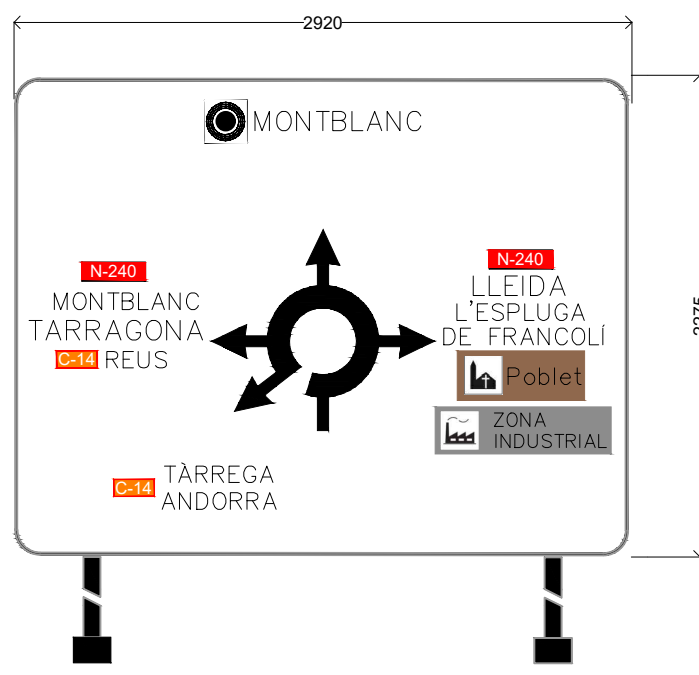 2920
MONTBLANC
N-240
MONTBLANC
TARRAGONA
C-14 REUS
N-240
LLEIDA
L'ESPLUGA
DE FRANCOLÍ
Poblet
ZONA
INDUSTRIAL
C-14
TÀRREGA
ANDORRA